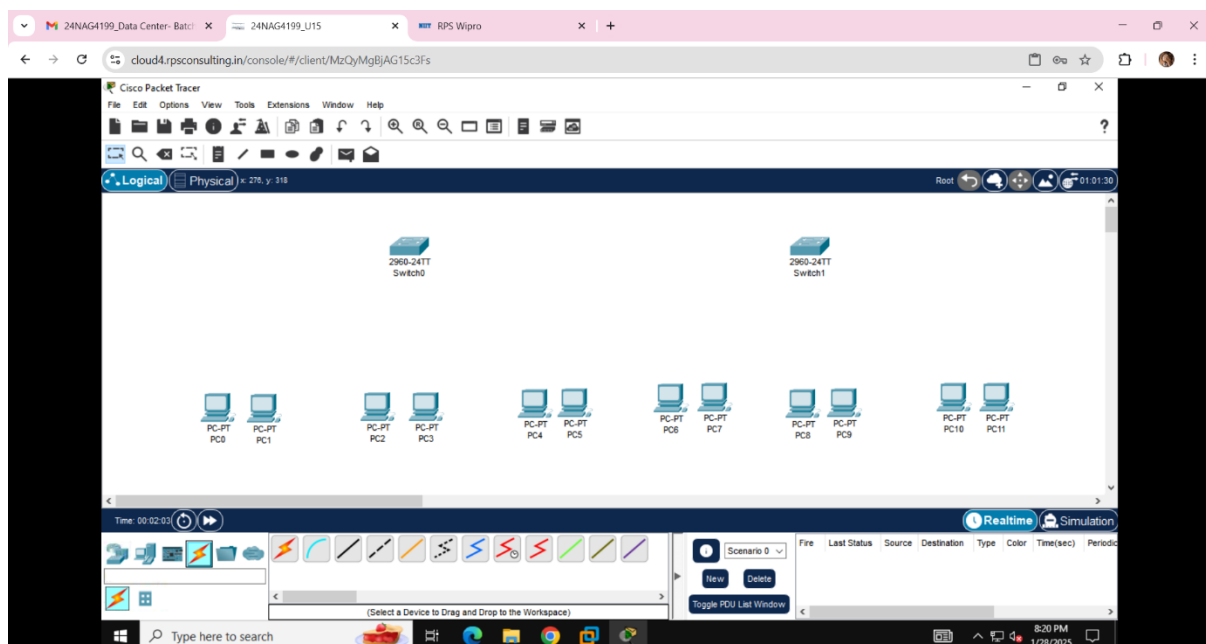 24NAG4199_Data Center- Batch
24NAG4199_U15
RPS Wipro
cloud4.rpsconsulting.in/console/#/client/MzQyMgBjAG15c3Fs
Cisco Packet Tracer
File Edit Options View Tools Extensions Window Help
?
Logical Physical x: 276, y: 318 Root 01:01:30
2960-24TT
Switch0
2960-24TT
Switch1
PC-PT
PC0
PC-PT
PC1
PC-PT
PC2
PC-PT
PC3
PC-PT
PC4
PC-PT
PC5
PC-PT
PC6
PC-PT
PC7
PC-PT
PC8
PC-PT
PC9
PC-PT
PC10
PC-PT
PC11
Time: 00:02:03 Realtime Simulation
Scenario 0
New Delete
Toggle PDU List Window
Fire Last Status Source Destination Type Color Time(sec) Periodic
(Select a Device to Drag and Drop to the Workspace)
Type here to search
8:20 PM
1/28/2025